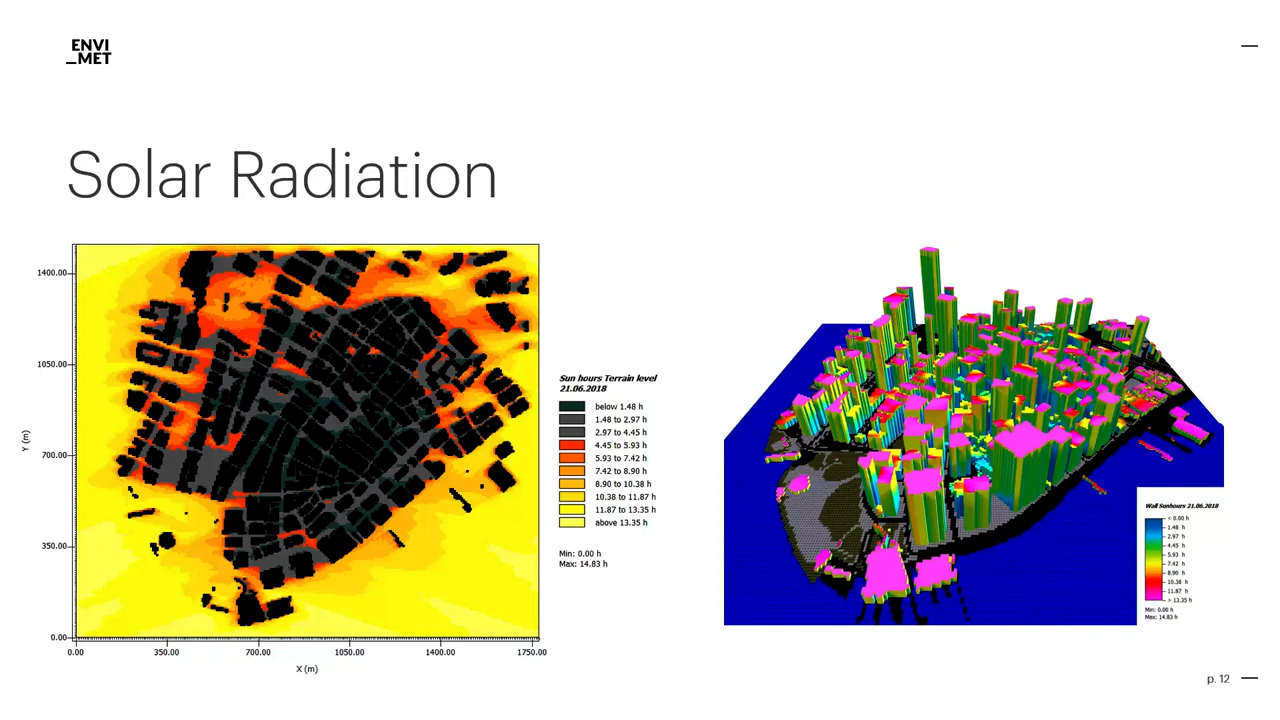 ENVI
_MET
Solar Radiation
1400.00
1050.00
700.00
350.00
0.00
Y (m)
0.00 350.00 700.00 1050.00 1400.00 1750.00
X (m)
Sun hours Terrain level
21.06.2018
below 1.48 h
1.48 to 2.97 h
2.97 to 4.45 h
4.45 to 5.93 h
5.93 to 7.42 h
7.42 to 8.90 h
8.90 to 10.38 h
10.38 to 11.87 h
11.87 to 13.35 h
above 13.35 h
Min: 0.00 h
Max: 14.83 h
Wall Sunhours 21.06.2018
< 0.00 h
1.48 h
2.97 h
4.45 h
5.93 h
7.42 h
8.90 h
10.38 h
11.87 h
> 13.35 h
Min: 0.00 h
Max: 14.83 h
p. 12